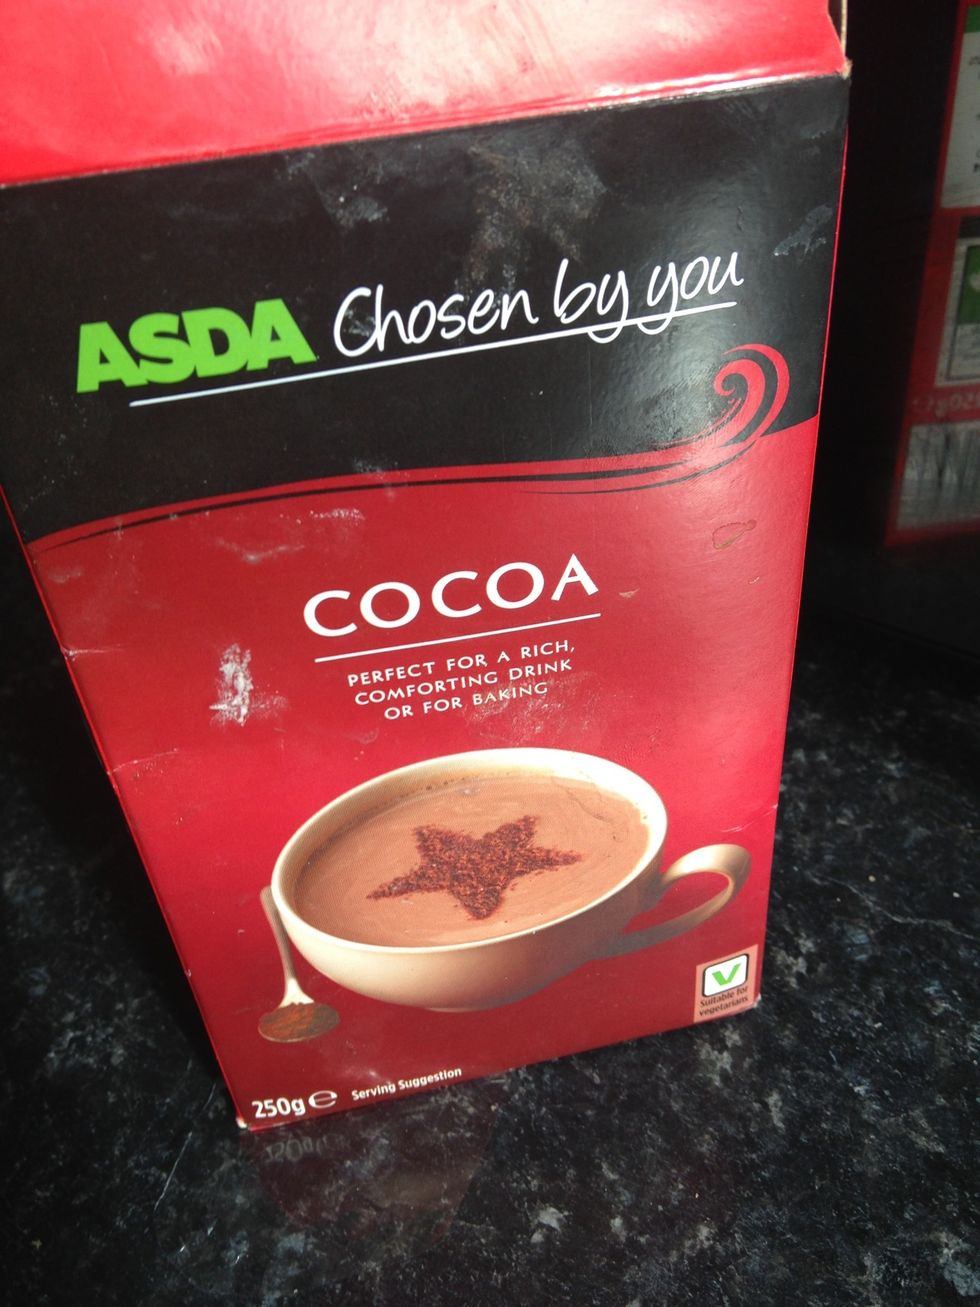 ASDA Chosen by you
COCOA
PERFECT FOR A RICH,
COMFORTING DRINK
OR FOR BAKING
Suitable for
vegetarians
250g ℮ Serving Suggestion